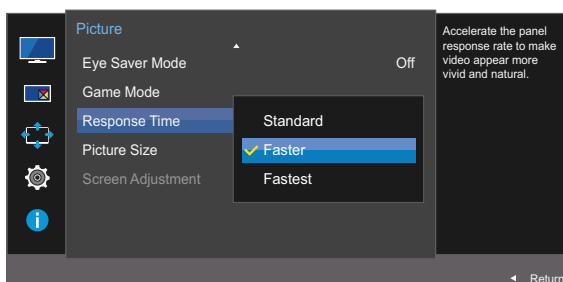 Picture
Eye Saver Mode Off
Game Mode
Response Time
Picture Size
Screen Adjustment
Standard
Faster
Fastest
Accelerate the panel
response rate to make
video appear more
vivid and natural.
Return